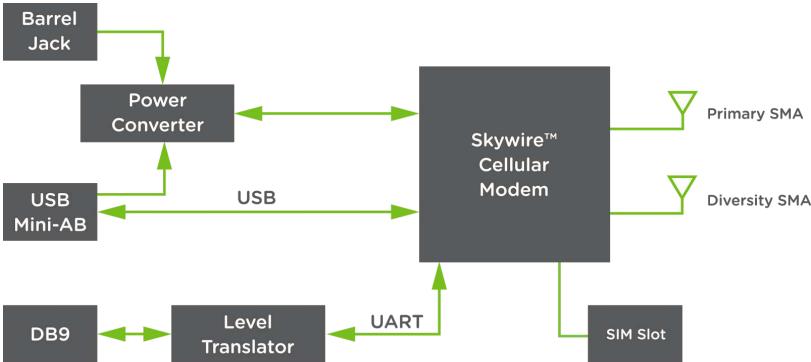 Barrel
Jack
Power
Converter
Skywire™
Cellular
Modem
Primary SMA
USB
Mini-AB
USB
Diversity SMA
DB9
Level
Translator
UART
SIM Slot